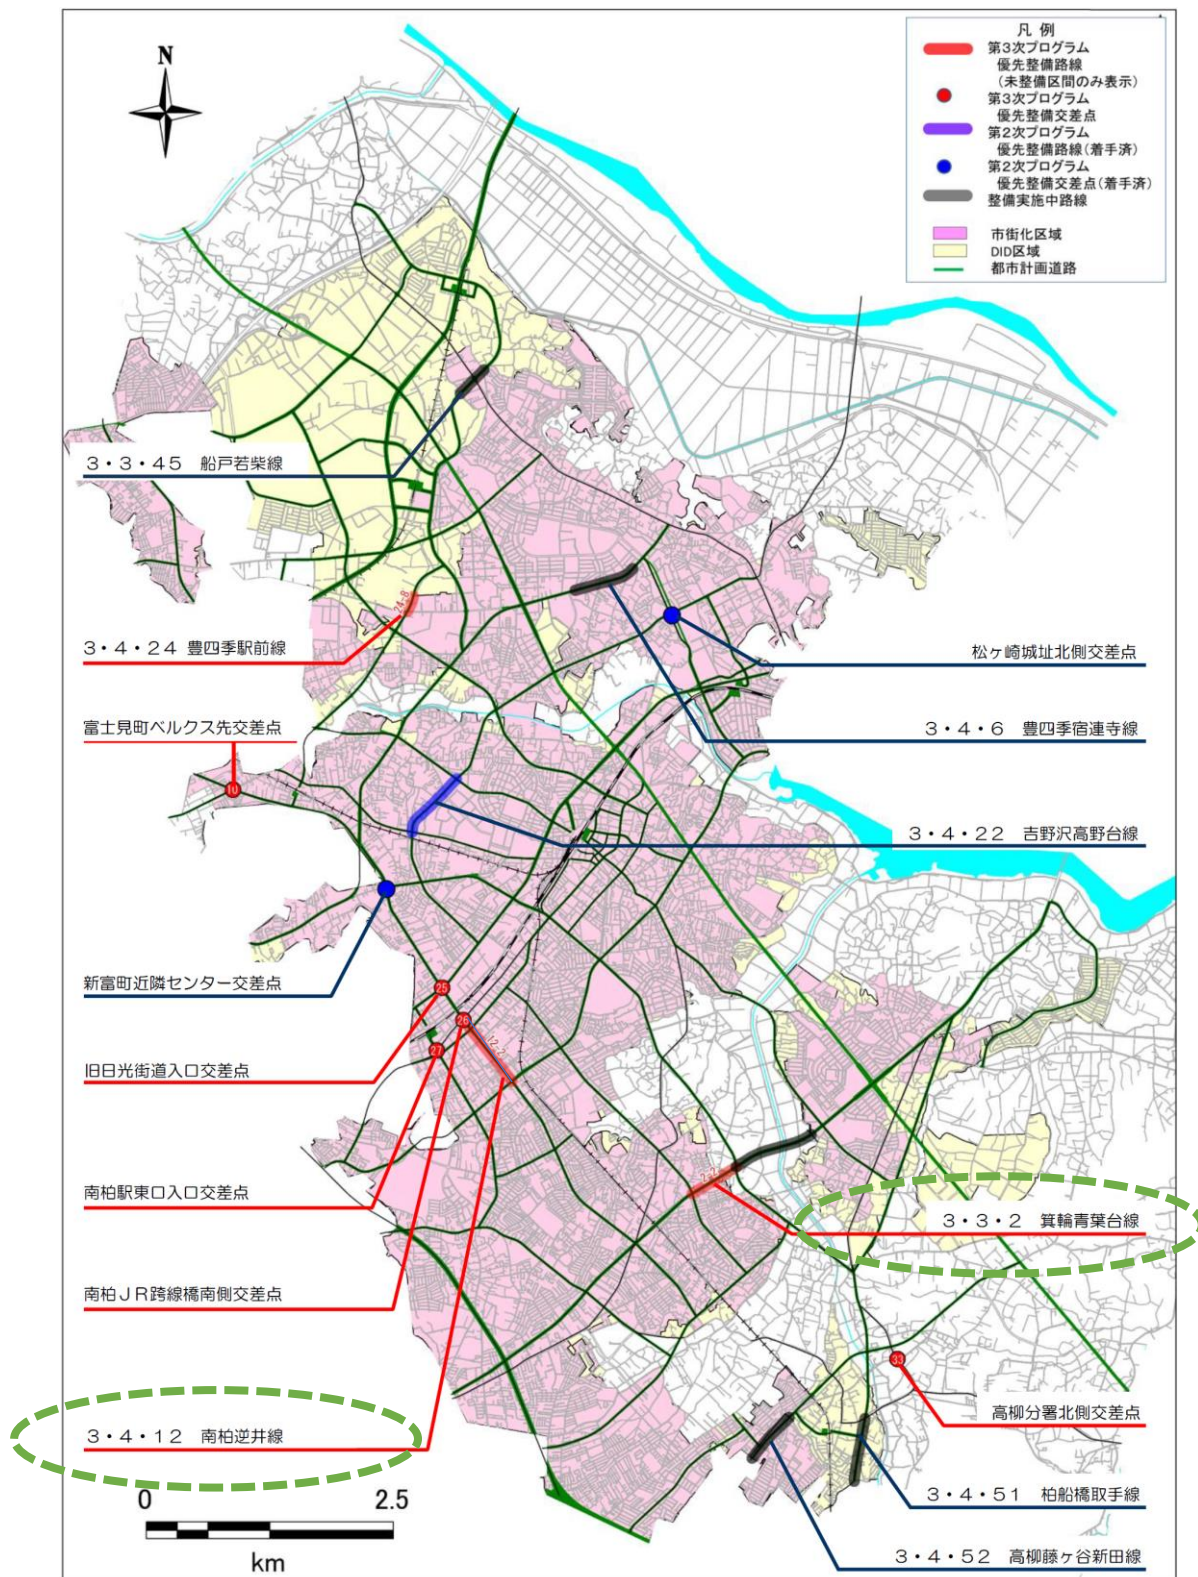 N
凡 例
第3次プログラム
優先整備路線
(未整備区間のみ表示)
第3次プログラム
優先整備交差点
第2次プログラム
優先整備路線(着手済)
第2次プログラム
優先整備交差点(着手済)
整備実施中路線
市街化区域
DID区域
都市計画道路
3・3・45 船戸若柴線
24-8
3・4・24 豊四季駅前線
松ヶ崎城址北側交差点
富士見町ベルクス先交差点
3・4・6 豊四季宿連寺線
10
3・4・22 吉野沢高野台線
新富町近隣センター交差点
25
26
27
12-2
旧日光街道入口交差点
2-2
南柏駅東口入口交差点
3・3・2 箕輪青葉台線
南柏JR跨線橋南側交差点
33
高柳分署北側交差点
3・4・12 南柏逆井線
3・4・51 柏船橋取手線
0 2.5
km
3・4・52 高柳藤ヶ谷新田線